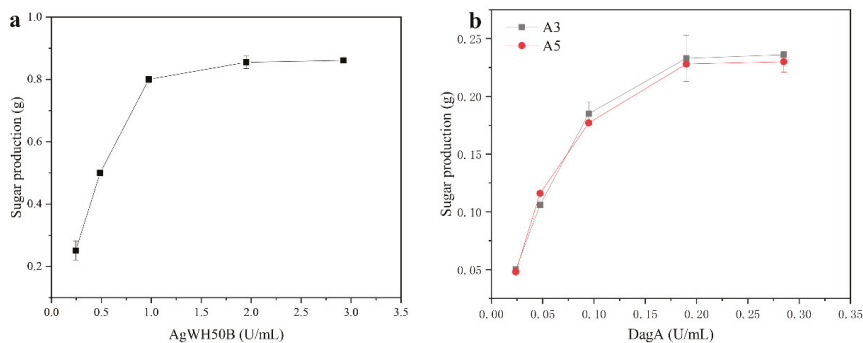 a
1.0
0.8
0.6
0.4
0.2
Sugar production (g)
0.0 0.5 1.0 1.5 2.0 2.5 3.0 3.5
AgWH50B (U/mL)
b
A3
A5
0.25
0.20
0.15
0.10
0.05
Sugar production (g)
0.00 0.05 0.10 0.15 0.20 0.25 0.30 0.35
DagA (U/mL)